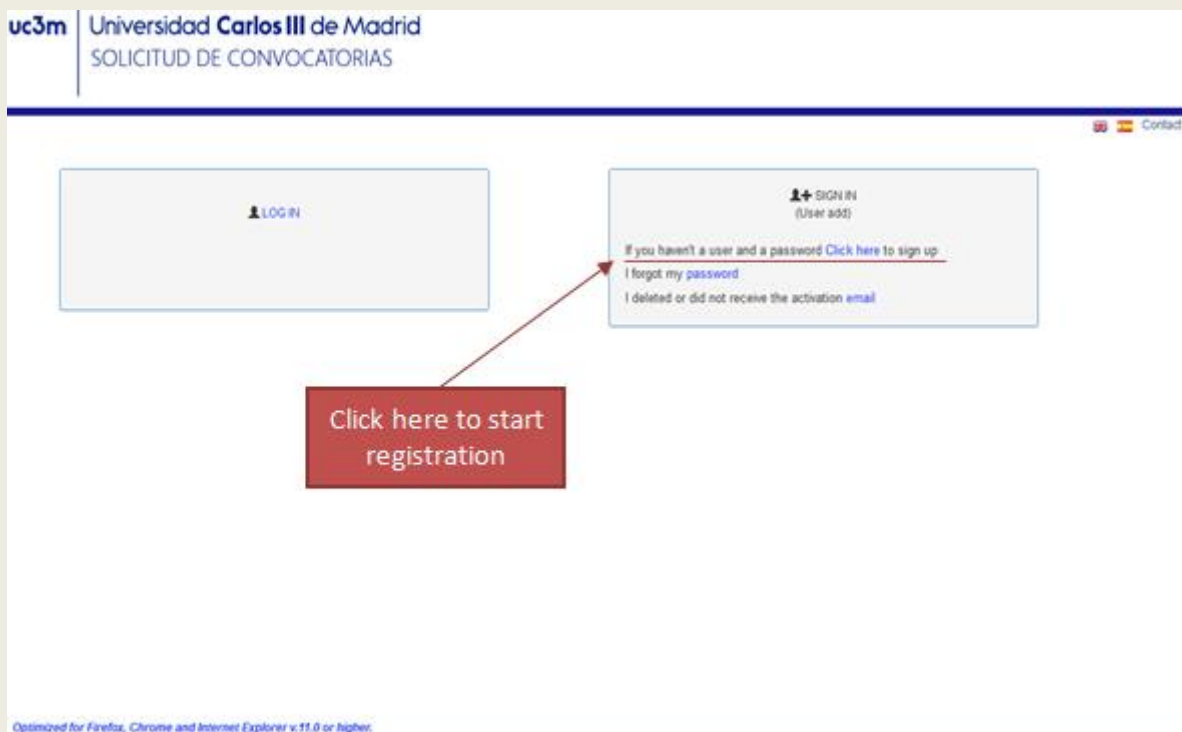 uc3m
Universidad Carlos III de Madrid
SOLICITUD DE CONVOCATORIAS
Contact
LOG IN
SIGN IN
(User add)
If you haven't a user and a password Click here to sign up
I forgot my password
I deleted or did not receive the activation email
Click here to start
registration
Optimized for Firefox, Chrome and Internet Explorer v.11.0 or higher.